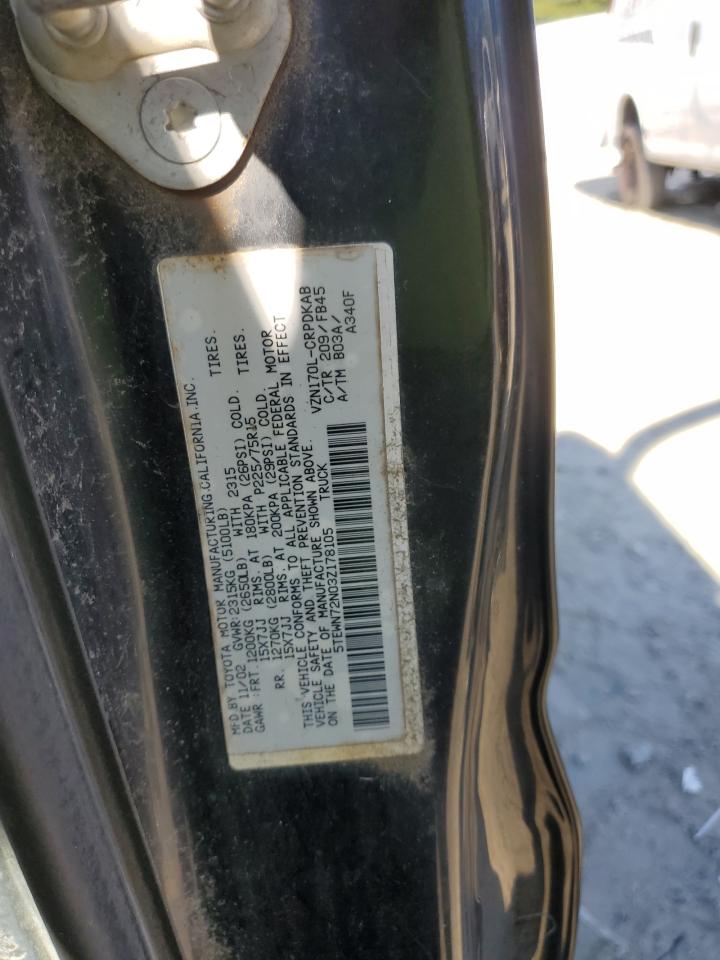 MFD BY TOYOTA MOTOR MANUFACTURING CALIFORNIA, INC.
DATE 11/02 GVWR:2315KG (5100LB)
GAWR :FRT.1200KG (2650LB) WITH 2315 TIRES.
15X7JJ RIMS. AT 180KPA (26PSI) COLD.
RR. 1270KG (2800LB) WITH P225/75R15 TIRES.
15X7JJ RIMS. AT 200KPA (29PSI) COLD.
THIS VEHICLE CONFORMS TO ALL APPLICABLE FEDERAL MOTOR
VEHICLE SAFETY AND THEFT PREVENTION STANDARDS IN EFFECT
ON THE DATE OF MANUFACTURE SHOWN ABOVE.
5TEWN72N03Z178105 TRUCK
VZN170L-CRPDKAB
C/TR 209/FB45
A/TM B03A/
A340F